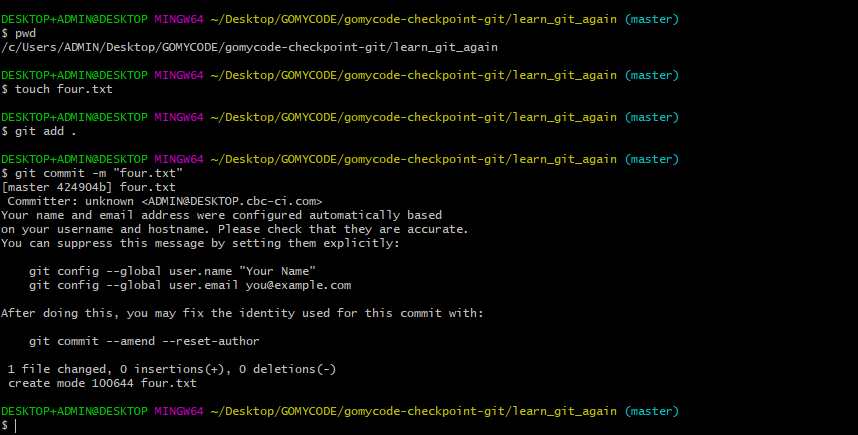 DESKTOP+ADMIN@DESKTOP MINGW64 ~/Desktop/GOMYCODE/gomycode-checkpoint-git/learn_git_again (master)
$ pwd
/c/Users/ADMIN/Desktop/GOMYCODE/gomycode-checkpoint-git/learn_git_again
DESKTOP+ADMIN@DESKTOP MINGW64 ~/Desktop/GOMYCODE/gomycode-checkpoint-git/learn_git_again (master)
$ touch four.txt
DESKTOP+ADMIN@DESKTOP MINGW64 ~/Desktop/GOMYCODE/gomycode-checkpoint-git/learn_git_again (master)
$ git add .
DESKTOP+ADMIN@DESKTOP MINGW64 ~/Desktop/GOMYCODE/gomycode-checkpoint-git/learn_git_again (master)
$ git commit -m "four.txt"
[master 424904b] four.txt
 Committer: unknown <ADMIN@DESKTOP.cbc-ci.com>
Your name and email address were configured automatically based
on your username and hostname. Please check that they are accurate.
You can suppress this message by setting them explicitly:
    git config --global user.name "Your Name"
    git config --global user.email you@example.com
After doing this, you may fix the identity used for this commit with:
    git commit --amend --reset-author
 1 file changed, 0 insertions(+), 0 deletions(-)
 create mode 100644 four.txt
DESKTOP+ADMIN@DESKTOP MINGW64 ~/Desktop/GOMYCODE/gomycode-checkpoint-git/learn_git_again (master)
$